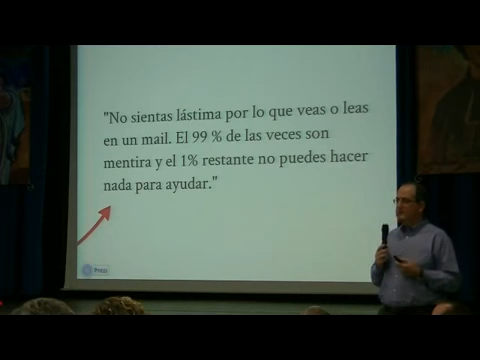 "No sientas lástima por lo que veas o leas
en un mail. El 99 % de las veces son
mentira y el 1% restante no puedes hacer
nada para ayudar."
Prezi